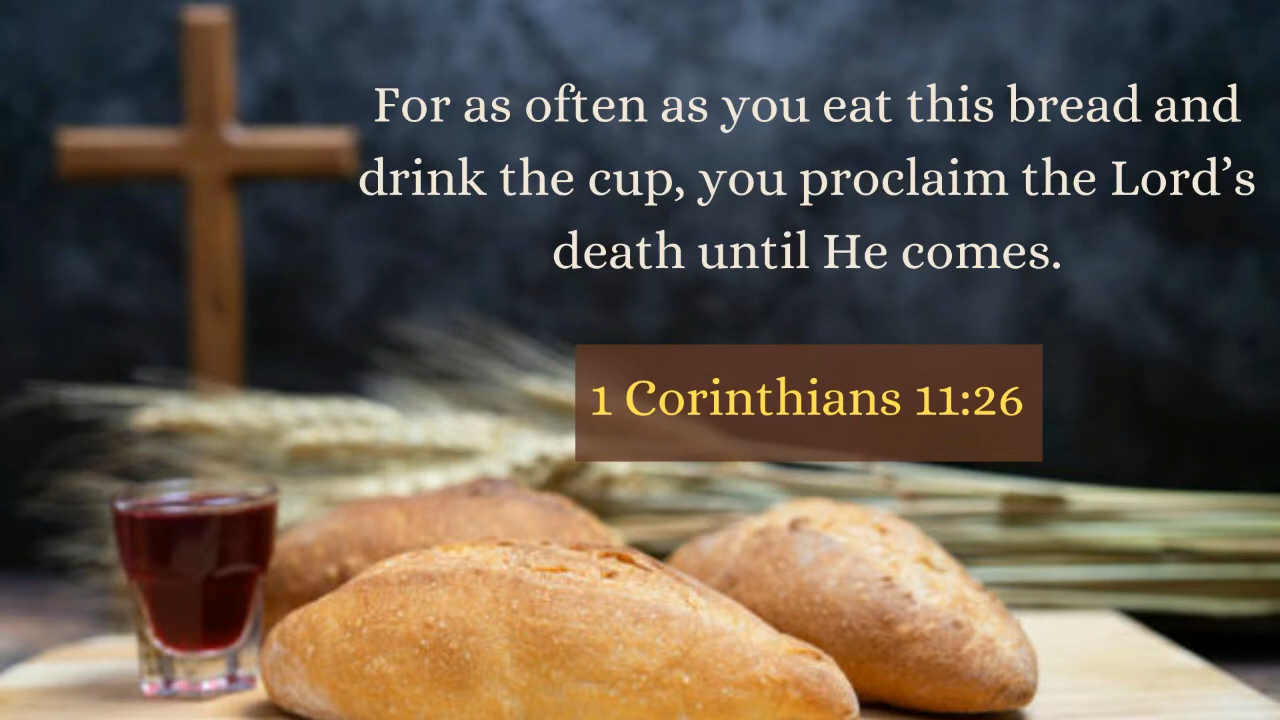 For as often as you eat this bread and
drink the cup, you proclaim the Lord’s
death until He comes.
1 Corinthians 11:26